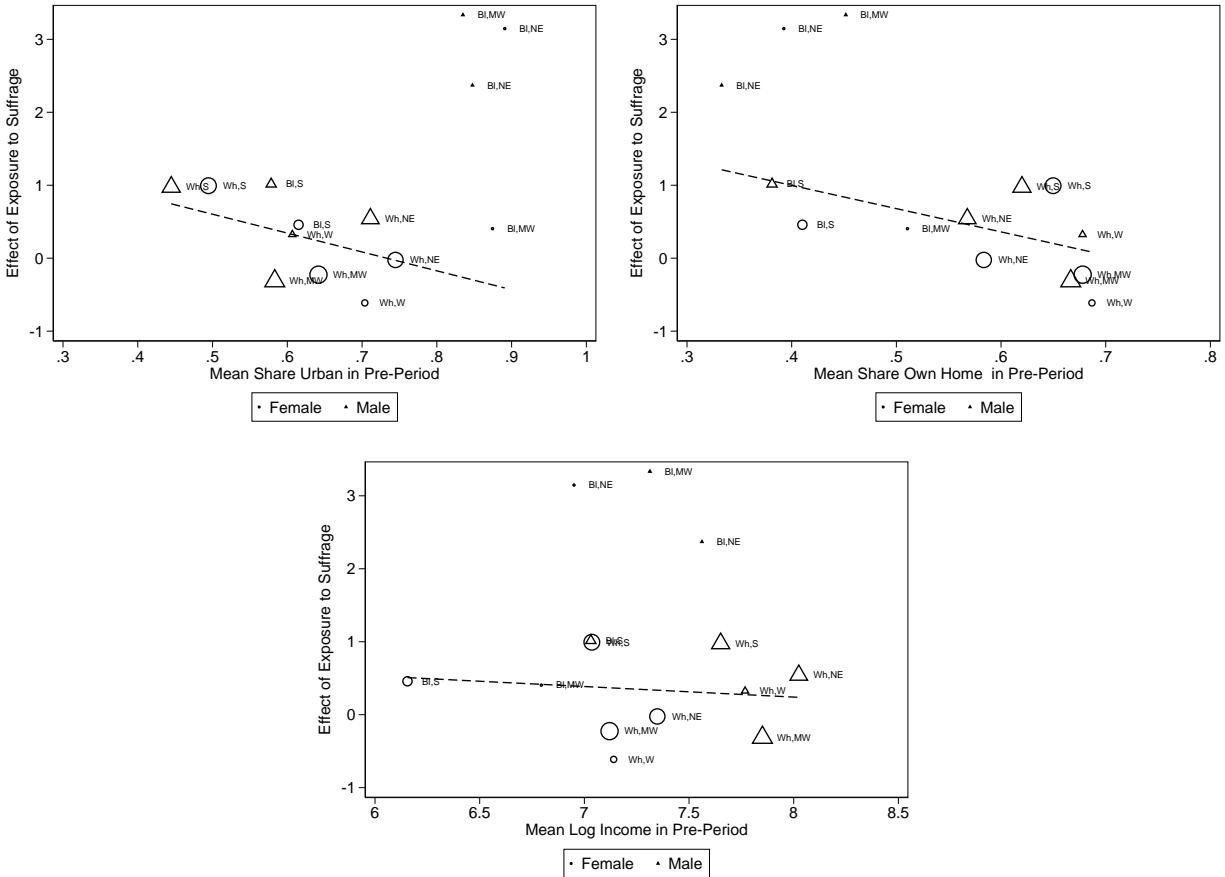 Effect of Exposure to Suffrage
3
2
1
0
-1
Bl,MW
Bl,NE
Bl,NE
Wh,S
Wh,S
Bl,S
Bl,S
Wh,W
Wh,NE
Bl,MW
Wh,NE
Wh,MW
Wh,MW
Wh,W
.3 .4 .5 .6 .7 .8 .9 1
Mean Share Urban in Pre-Period
Female Male
Effect of Exposure to Suffrage
3
2
1
0
-1
Bl,MW
Bl,NE
Bl,NE
Bl,S
Wh,S
Wh,S
Bl,S
Bl,MW
Wh,NE
Wh,W
Wh,NE
Wh,MW
Wh,MW
Wh,W
.3 .4 .5 .6 .7 .8
Mean Share Own Home in Pre-Period
Female Male
Effect of Exposure to Suffrage
3
2
1
0
-1
Bl,MW
Bl,NE
Bl,NE
Bl,S
Wh,S
Wh,S
Wh,NE
Bl,S
Bl,MW
Wh,W
Wh,NE
Wh,MW
Wh,MW
Wh,W
6 6.5 7 7.5 8 8.5
Mean Log Income in Pre-Period
Female Male